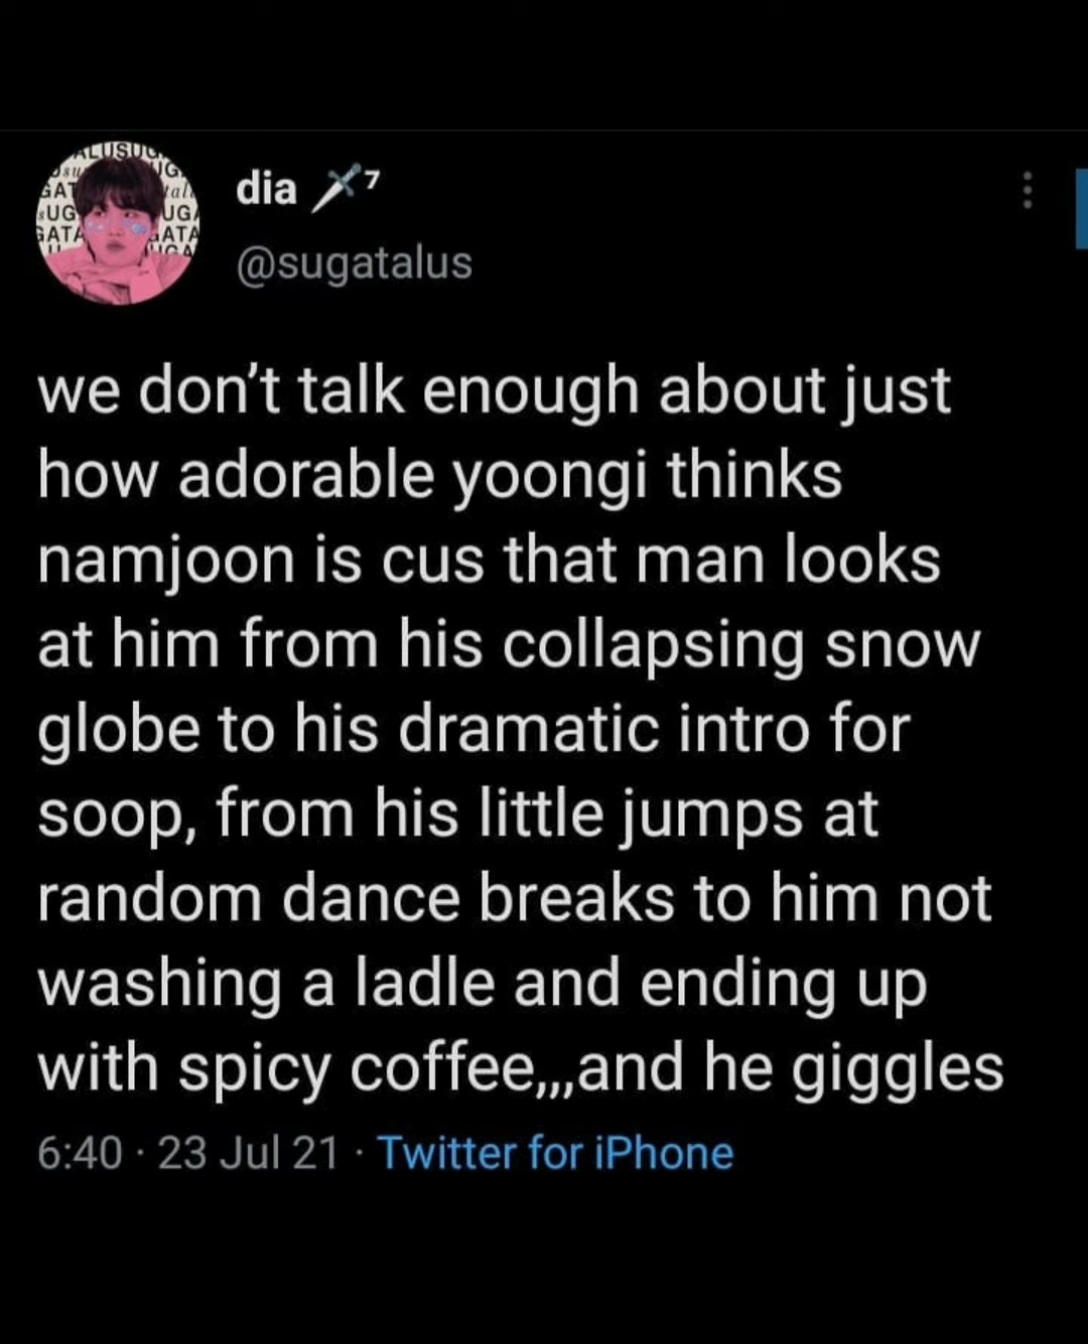 dia 🗡️⁷
@sugatalus
we don’t talk enough about just
how adorable yoongi thinks
namjoon is cus that man looks
at him from his collapsing snow
globe to his dramatic intro for
soop, from his little jumps at
random dance breaks to him not
washing a ladle and ending up
with spicy coffee,,,and he giggles
6:40 · 23 Jul 21 · Twitter for iPhone